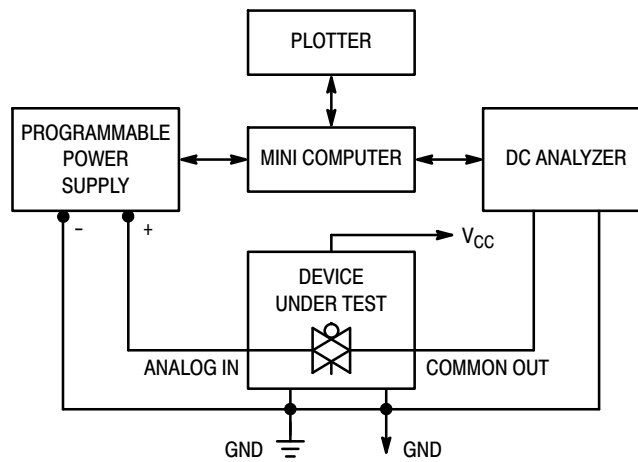 PLOTTER
PROGRAMMABLE
POWER
SUPPLY
MINI COMPUTER
DC ANALYZER
– +
VCC
DEVICE
UNDER TEST
ANALOG IN
COMMON OUT
GND
GND